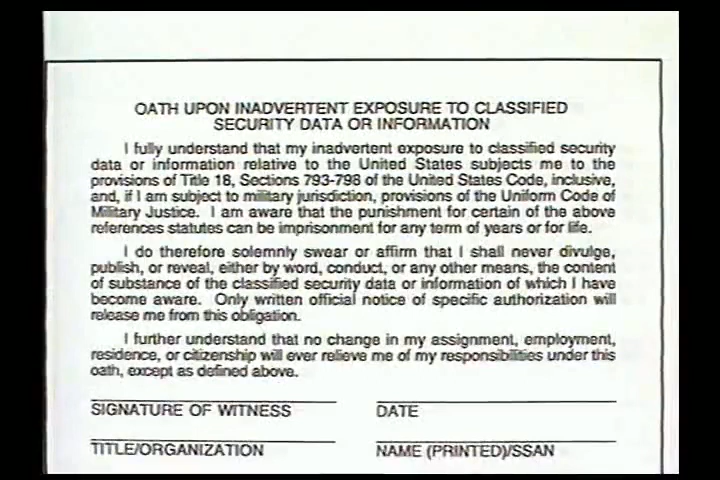 OATH UPON INADVERTENT EXPOSURE TO CLASSIFIED
SECURITY DATA OR INFORMATION
I fully understand that my inadvertent exposure to classified security
data or information relative to the United States subjects me to the
provisions of Title 18, Sections 793-798 of the United States Code, inclusive,
and, if I am subject to military jurisdiction, provisions of the Uniform Code of
Military Justice. I am aware that the punishment for certain of the above
references statutes can be imprisonment for any term of years or for life.
I do therefore solemnly swear or affirm that I shall never divulge,
publish, or reveal, either by word, conduct, or any other means, the content
of substance of the classified security data or information of which I have
become aware. Only written official notice of specific authorization will
release me from this obligation.
I further understand that no change in my assignment, employment,
residence, or citizenship will ever relieve me of my responsibilities under this
oath, except as defined above.
SIGNATURE OF WITNESS DATE
TITLE/ORGANIZATION NAME (PRINTED)/SSAN